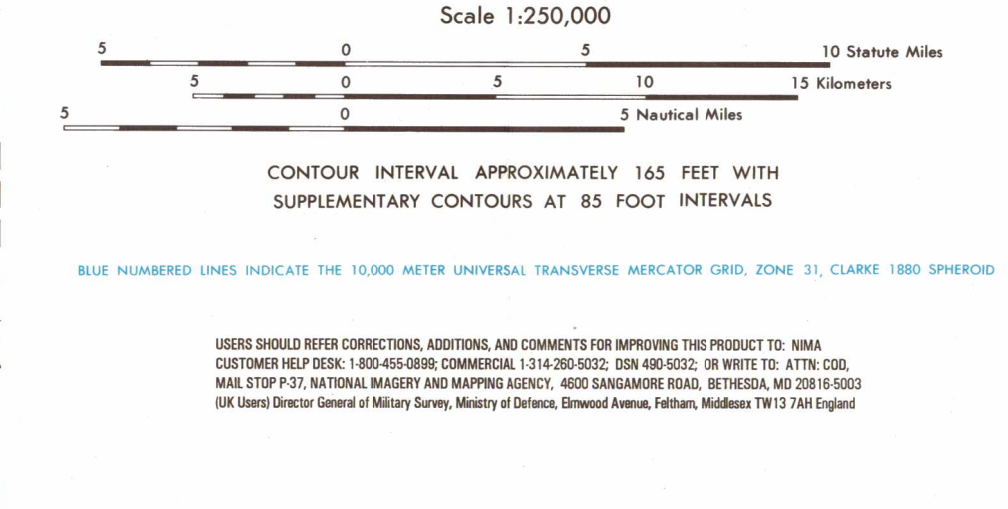 Scale 1:250,000
5 0 5 10 Statute Miles
5 0 5 10 15 Kilometers
5 0 5 Nautical Miles
CONTOUR INTERVAL APPROXIMATELY 165 FEET WITH
SUPPLEMENTARY CONTOURS AT 85 FOOT INTERVALS
BLUE NUMBERED LINES INDICATE THE 10,000 METER UNIVERSAL TRANSVERSE MERCATOR GRID, ZONE 31, CLARKE 1880 SPHEROID
USERS SHOULD REFER CORRECTIONS, ADDITIONS, AND COMMENTS FOR IMPROVING THIS PRODUCT TO: NIMA
CUSTOMER HELP DESK: 1-800-455-0899; COMMERCIAL 1-314-260-5032; DSN 490-5032; OR WRITE TO: ATTN: COD,
MAIL STOP P-37, NATIONAL IMAGERY AND MAPPING AGENCY, 4600 SANGAMORE ROAD, BETHESDA, MD 20816-5003
(UK Users) Director General of Military Survey, Ministry of Defence, Elmwood Avenue, Feltham, Middlesex TW13 7AH England